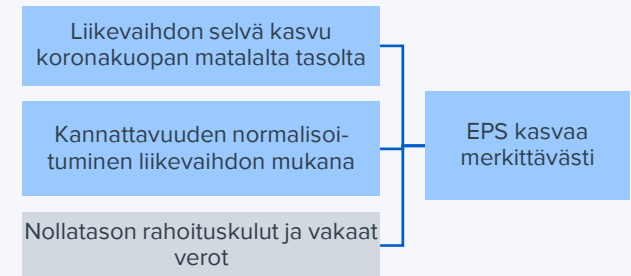 Liikevaihdon selvä kasvu
koronakuopan matalalta tasolta
Kannattavuuden normalisoi-
tuminen liikevaihdon mukana
Nollatason rahoituskulut ja vakaat
verot
EPS kasvaa
merkittävästi